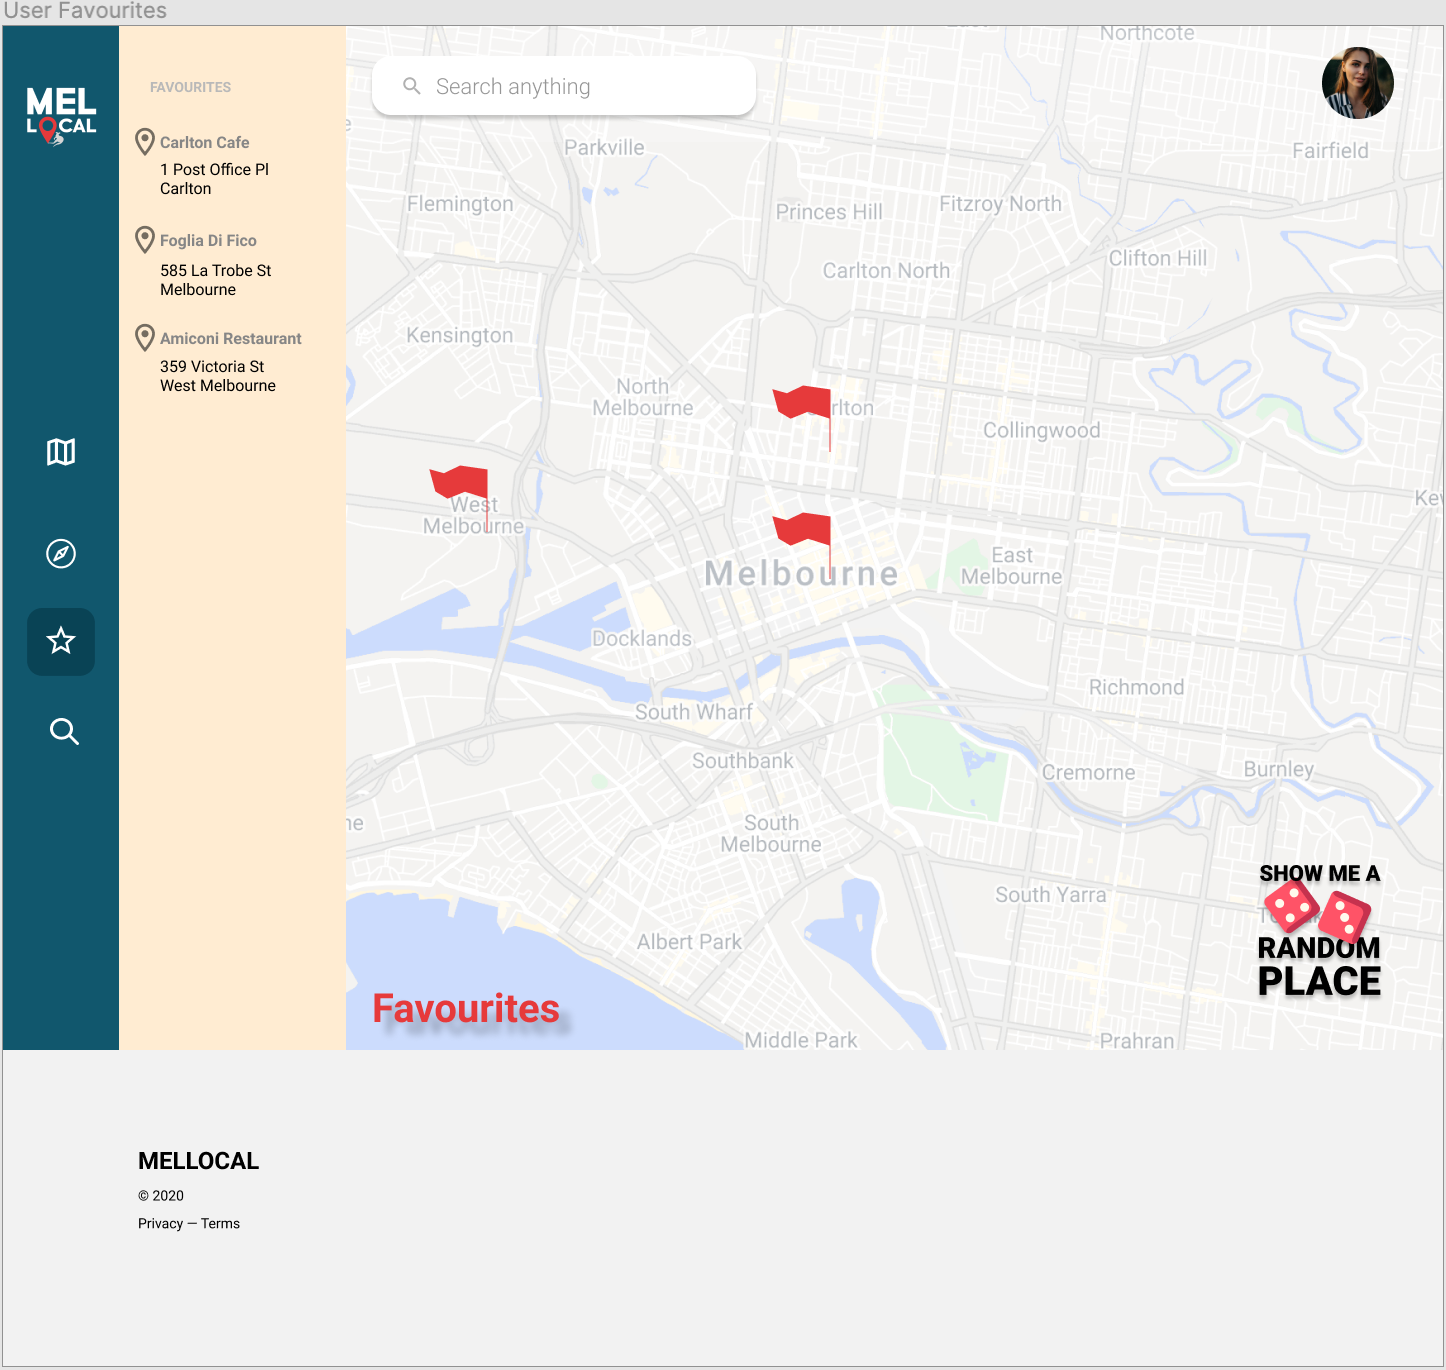 User Favourites
MEL
LOCAL
FAVOURITES
Carlton Cafe
1 Post Office Pl
Carlton
Foglia Di Fico
585 La Trobe St
Melbourne
Amiconi Restaurant
359 Victoria St
West Melbourne
Search anything
Northcote
Parkville
Fairfield
Flemington
Princes Hill
Fitzroy North
Carlton North
Clifton Hill
Kensington
North
Melbourne
rlton
Collingwood
West
Melbourne
Melbourne
East
Melbourne
Docklands
Richmond
South Wharf
Southbank
Cremorne
Burnley
South
Melbourne
South Yarra
Albert Park
Middle Park
Prahran
Favourites
SHOW ME A
RANDOM
PLACE
MELLOCAL
© 2020
Privacy — Terms